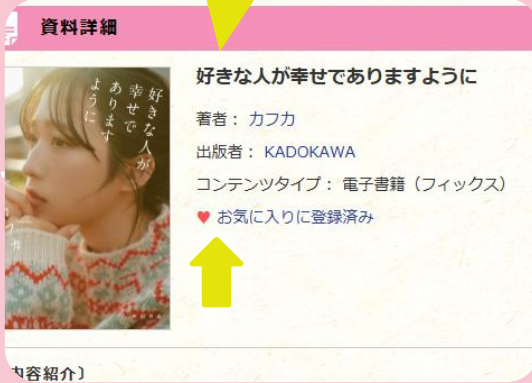 資料詳細
好きな人が
幸せで
あります
ように
好きな人が幸せでありますように
著者： カフカ
出版者： KADOKAWA
コンテンツタイプ： 電子書籍（フィックス）
♥ お気に入りに登録済み
内容紹介〕